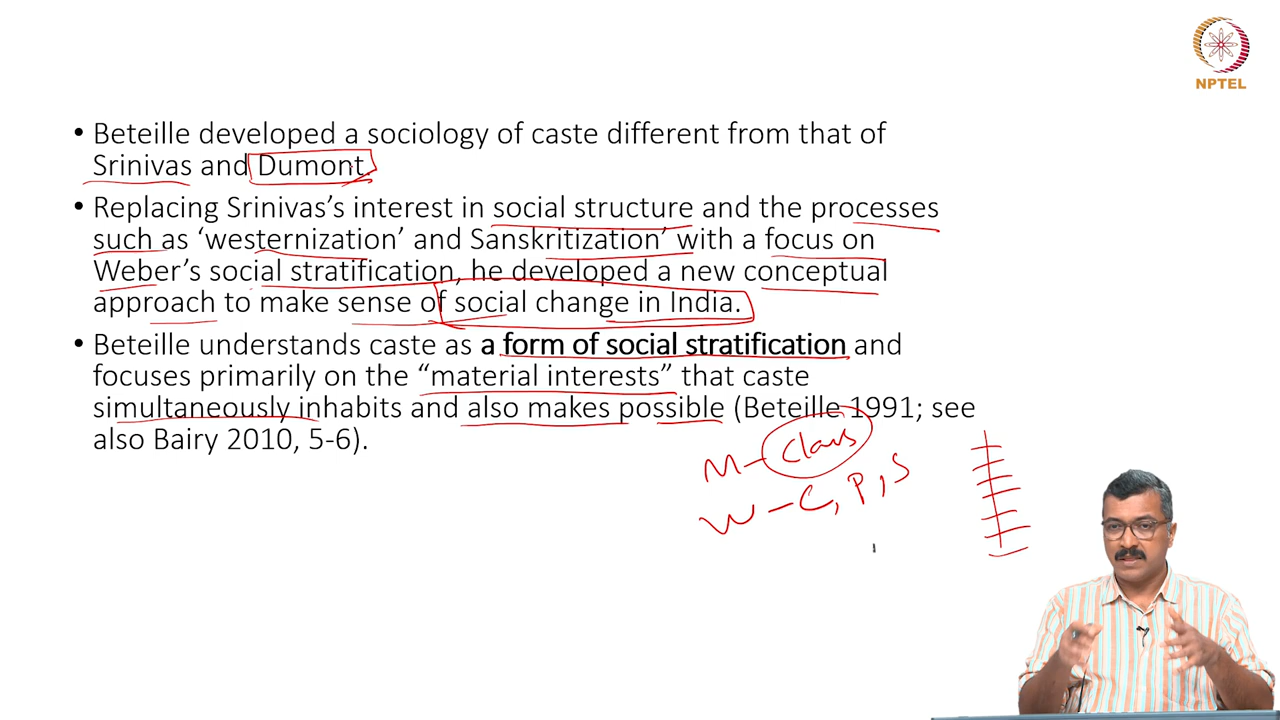 NPTEL
• Beteille developed a sociology of caste different from that of
Srinivas and Dumont.
• Replacing Srinivas's interest in social structure and the processes
such as 'westernization' and Sanskritization' with a focus on
Weber's social stratification, he developed a new conceptual
approach to make sense of social change in India.
• Beteille understands caste as a form of social stratification and
focuses primarily on the "material interests" that caste
simultaneously inhabits and also makes possible (Beteille 1991; see
also Bairy 2010, 5-6).
M - Class
W - C, P, S